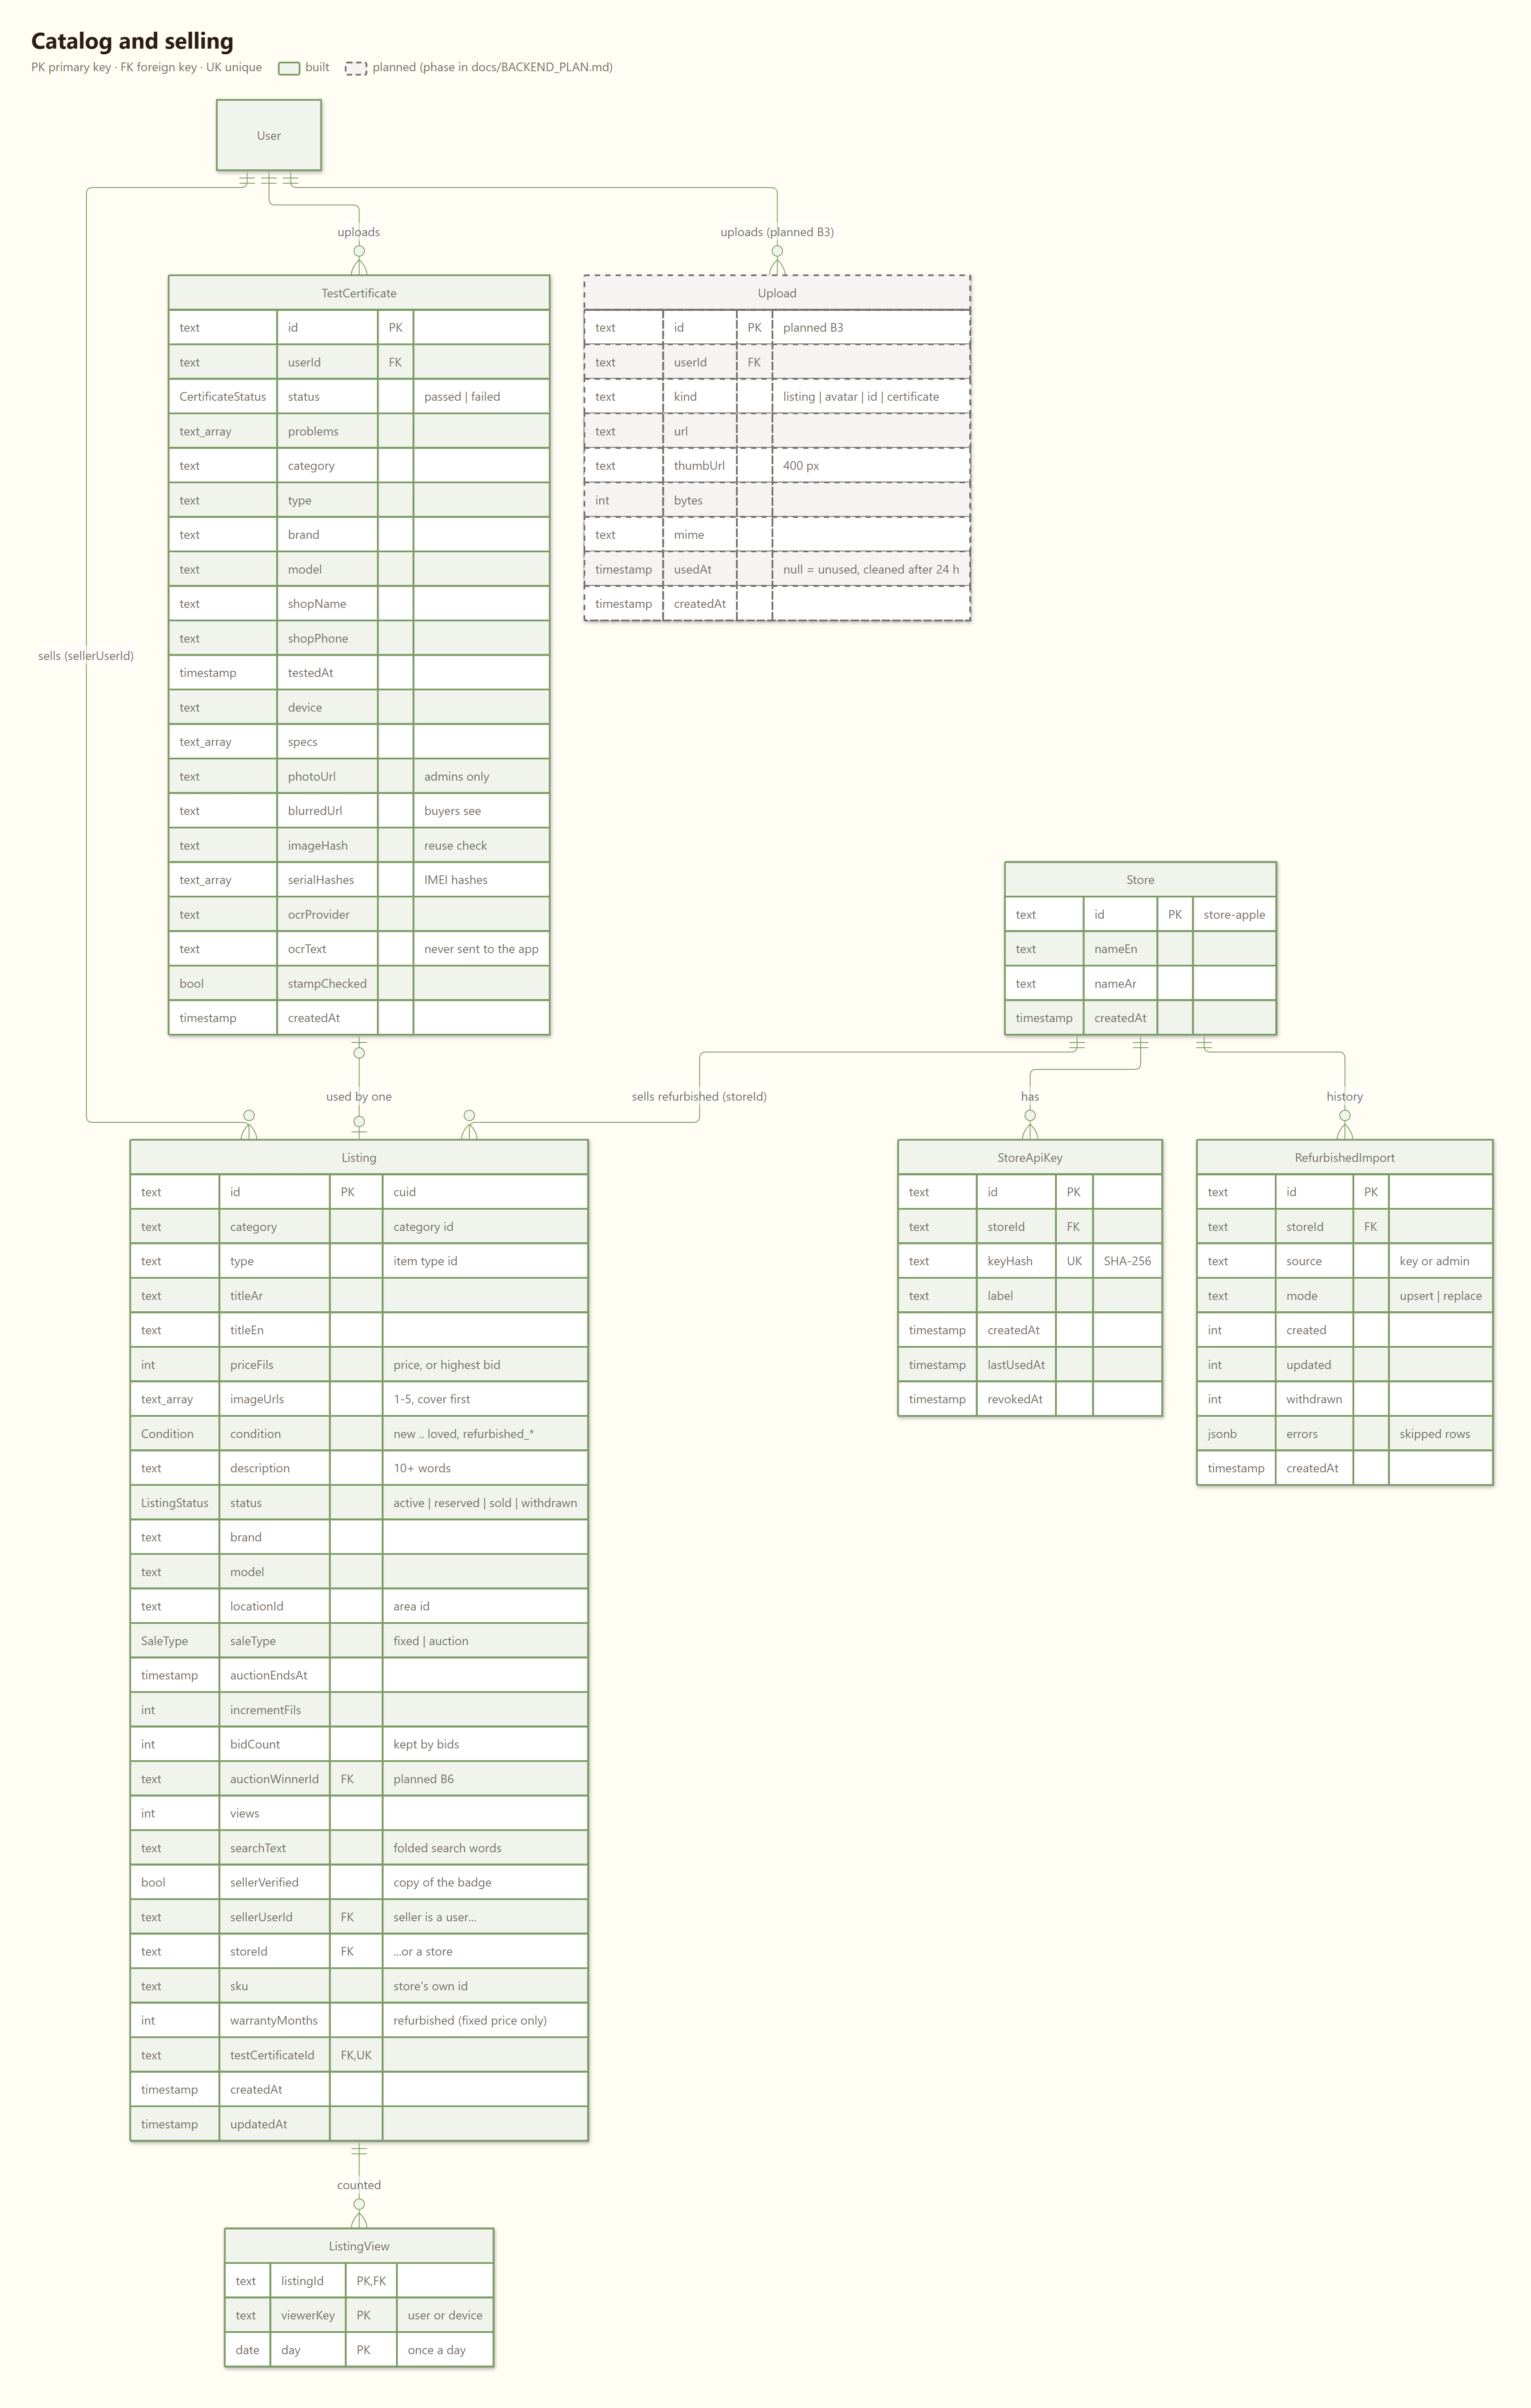 Catalog and selling
PK primary key · FK foreign key · UK unique built planned (phase in docs/BACKEND_PLAN.md)
User
uploads
uploads (planned B3)
sells (sellerUserId)
TestCertificate
text id PK
text userId FK
CertificateStatus status passed | failed
text_array problems
text category
text type
text brand
text model
text shopName
text shopPhone
timestamp testedAt
text device
text_array specs
text photoUrl admins only
text blurredUrl buyers see
text imageHash reuse check
text_array serialHashes IMEI hashes
text ocrProvider
text ocrText never sent to the app
bool stampChecked
timestamp createdAt
Upload
text id PK planned B3
text userId FK
text kind listing | avatar | id | certificate
text url
text thumbUrl 400 px
int bytes
text mime
timestamp usedAt null = unused, cleaned after 24 h
timestamp createdAt
Store
text id PK store-apple
text nameEn
text nameAr
timestamp createdAt
used by one
sells refurbished (storeId)
has
history
Listing
text id PK cuid
text category category id
text type item type id
text titleAr
text titleEn
int priceFils price, or highest bid
text_array imageUrls 1-5, cover first
Condition condition new .. loved, refurbished_*
text description 10+ words
ListingStatus status active | reserved | sold | withdrawn
text brand
text model
text locationId area id
SaleType saleType fixed | auction
timestamp auctionEndsAt
int incrementFils
int bidCount kept by bids
text auctionWinnerId FK planned B6
int views
text searchText folded search words
bool sellerVerified copy of the badge
text sellerUserId FK seller is a user...
text storeId FK ...or a store
text sku store's own id
int warrantyMonths refurbished (fixed price only)
text testCertificateId FK,UK
timestamp createdAt
timestamp updatedAt
StoreApiKey
text id PK
text storeId FK
text keyHash UK SHA-256
text label
timestamp createdAt
timestamp lastUsedAt
timestamp revokedAt
RefurbishedImport
text id PK
text storeId FK
text source key or admin
text mode upsert | replace
int created
int updated
int withdrawn
jsonb errors skipped rows
timestamp createdAt
counted
ListingView
text listingId PK,FK
text viewerKey PK user or device
date day PK once a day